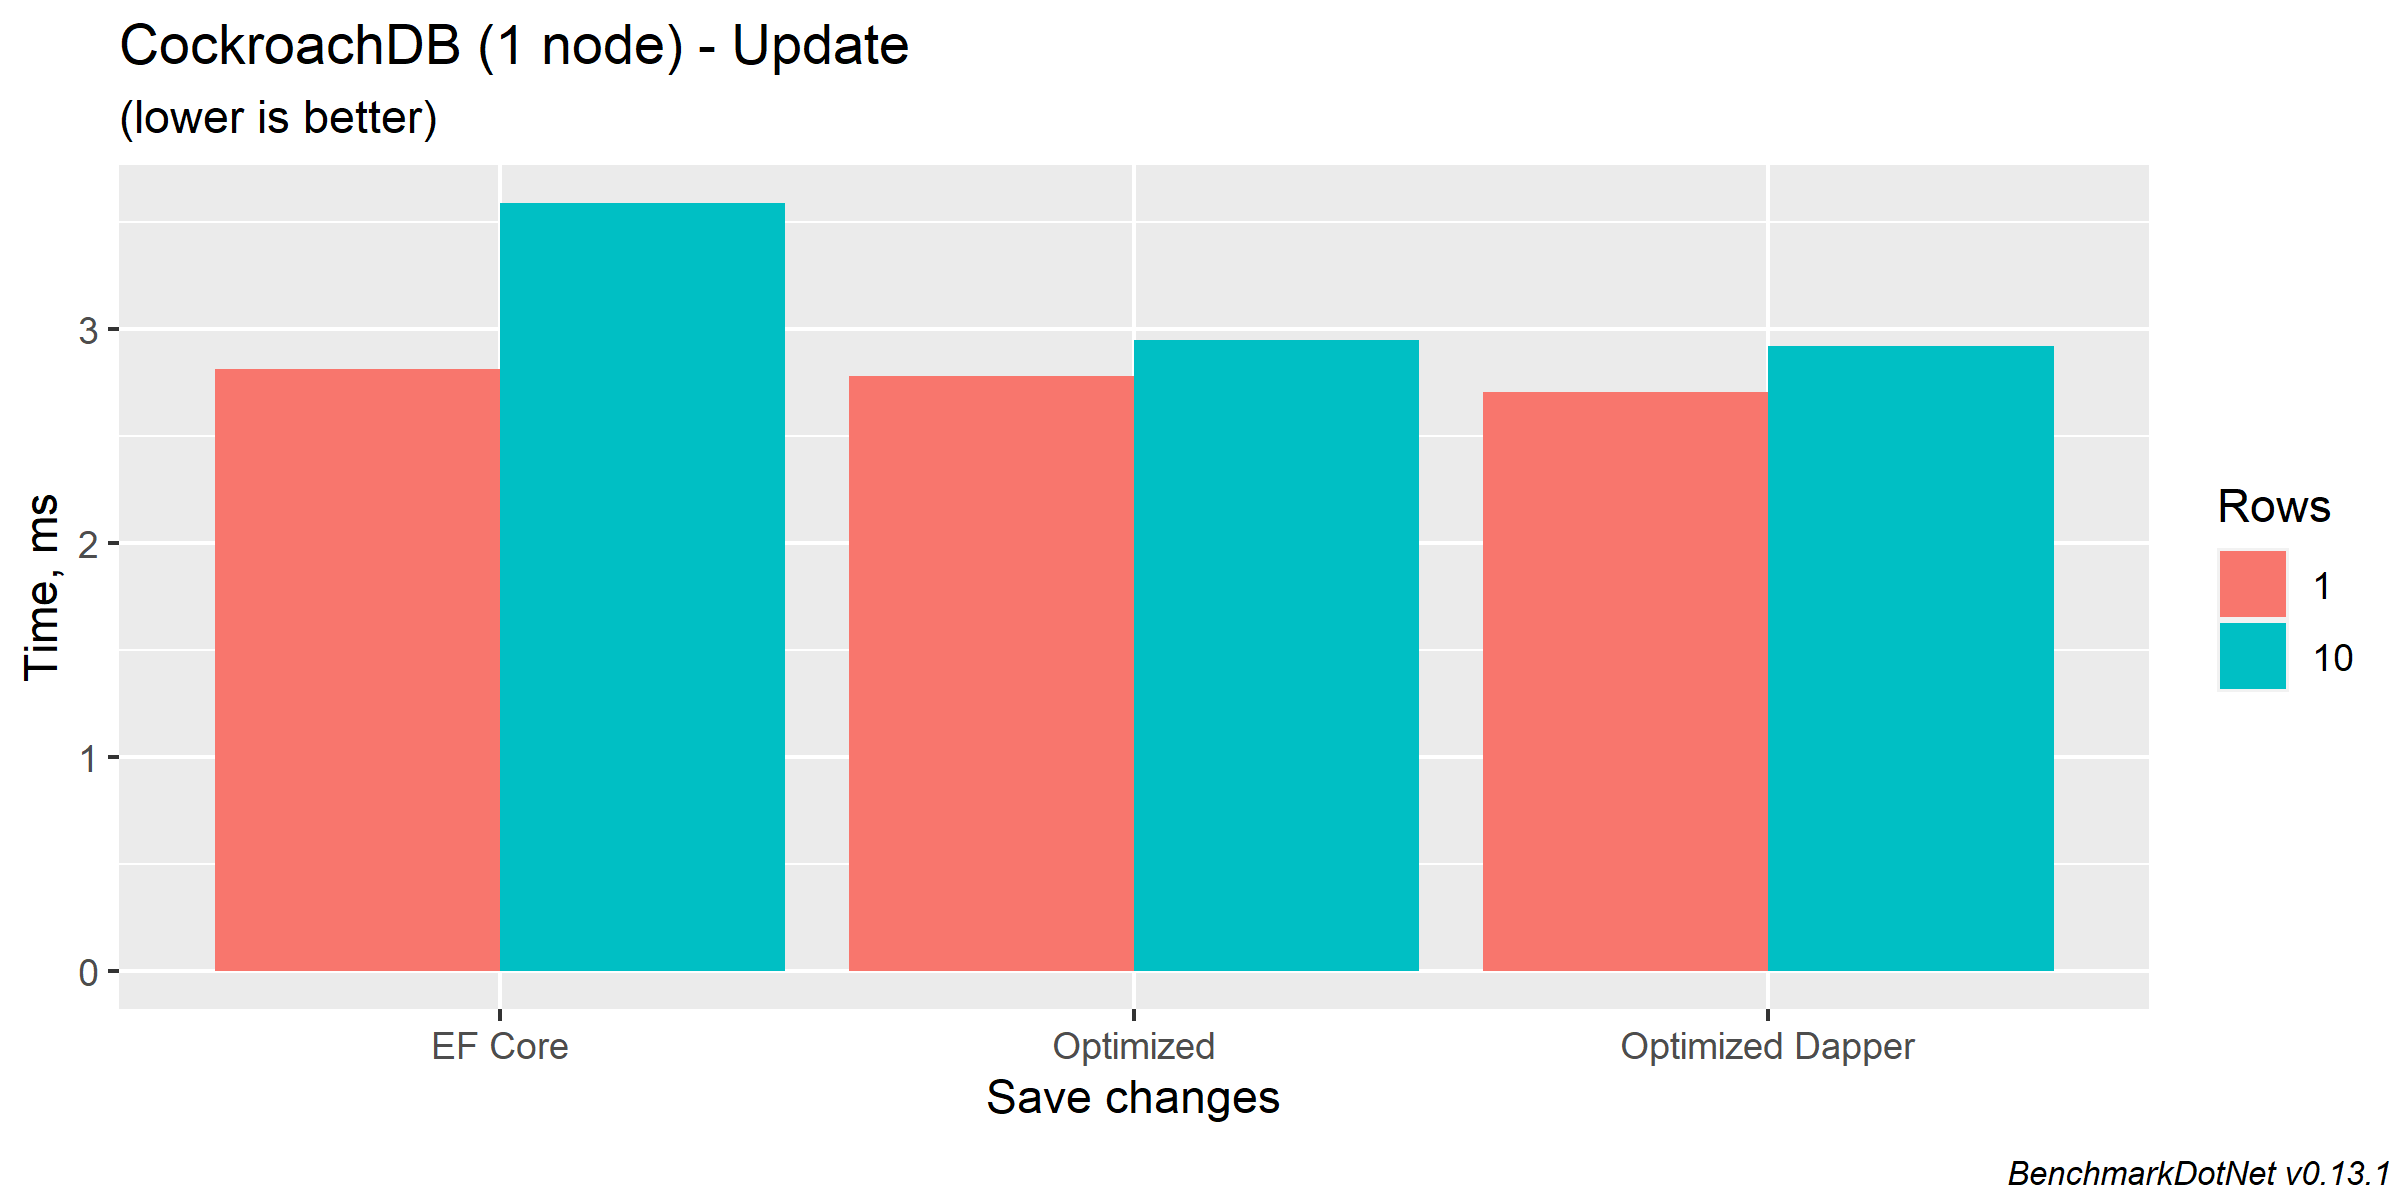 CockroachDB (1 node) - Update
(lower is better)
Time, ms
3
2
1
0
EF Core
Optimized
Optimized Dapper
Save changes
Rows
1
10
BenchmarkDotNet v0.13.1